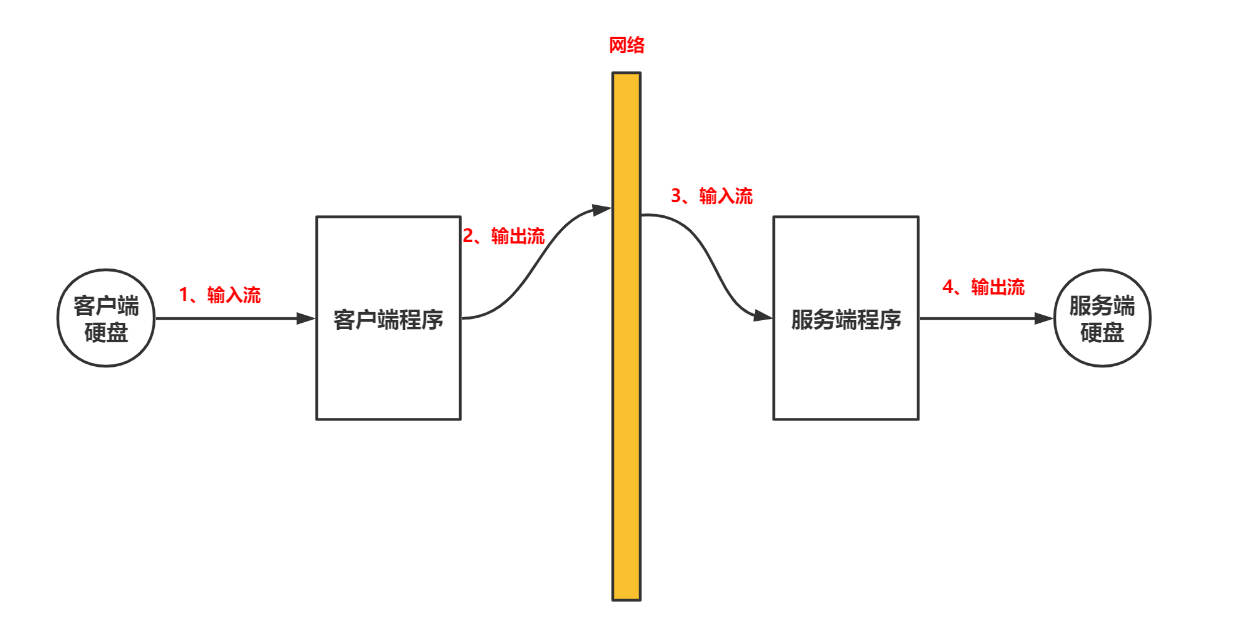 网络
3、输入流
2、输出流
1、输入流
4、输出流
客户端
硬盘
客户端程序
服务端程序
服务端
硬盘